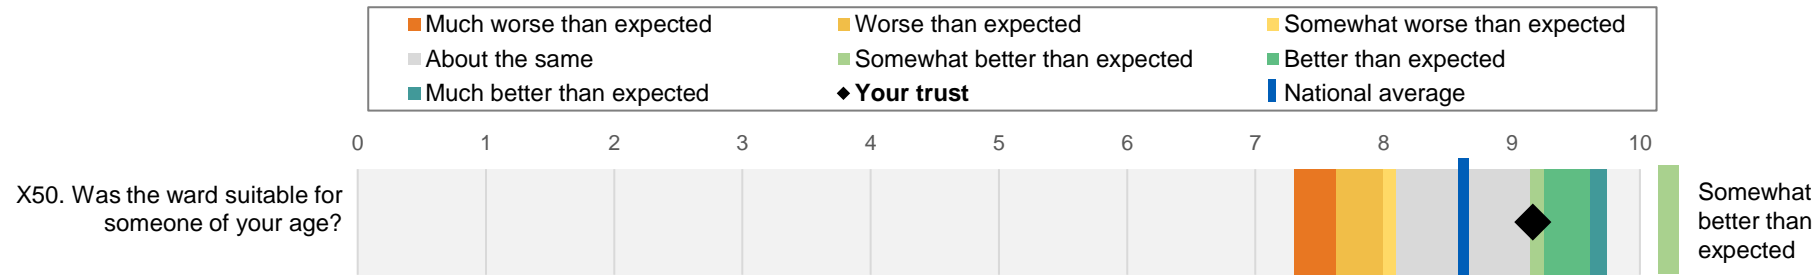 Much worse than expected
Worse than expected
Somewhat worse than expected
About the same
Somewhat better than expected
Better than expected
Much better than expected
Your trust
National average
0 1 2 3 4 5 6 7 8 9 10
X50. Was the ward suitable for
someone of your age?
Somewhat
better than
expected